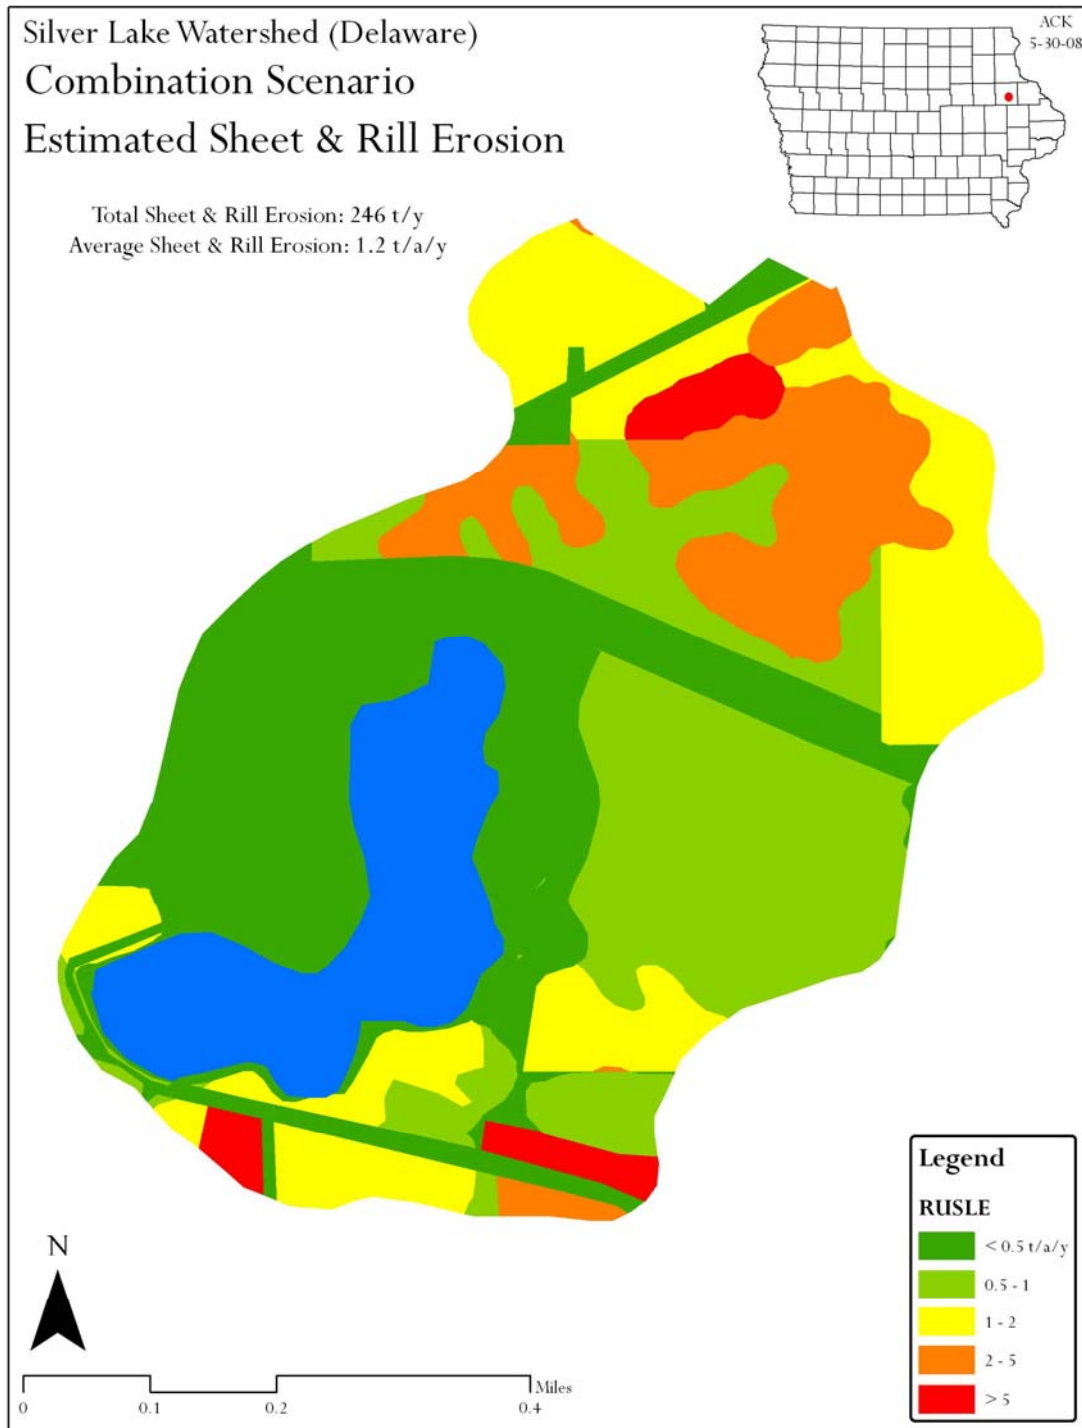 Silver Lake Watershed (Delaware)
Combination Scenario
Estimated Sheet & Rill Erosion
ACK
5-30-08
Total Sheet & Rill Erosion: 246 t/y
Average Sheet & Rill Erosion: 1.2 t/a/y
Legend
RUSLE
< 0.5 t/a/y
0.5 - 1
1 - 2
2 - 5
> 5
N
Miles
0 0.1 0.2 0.4